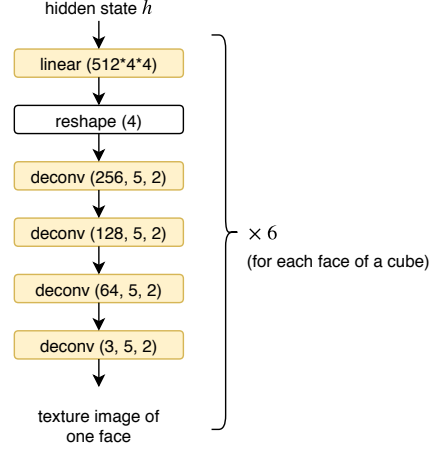 hidden state h
linear (512*4*4)
reshape (4)
deconv (256, 5, 2)
deconv (128, 5, 2)
deconv (64, 5, 2)
deconv (3, 5, 2)
texture image of
one face
× 6
(for each face of a cube)